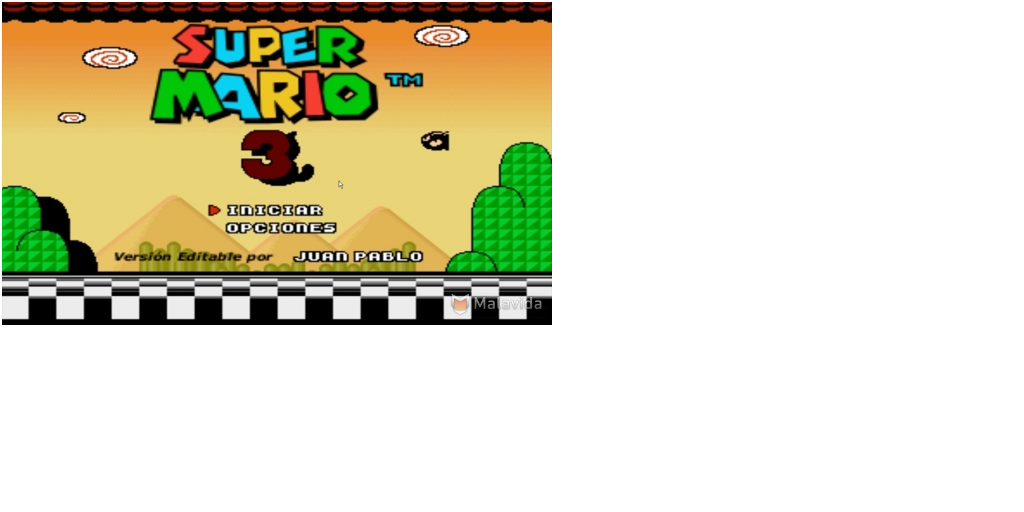 SUPER
MARIO TM
3
INICIAR
OPCIONES
Versión Editable por JUAN PABLO
Malavida